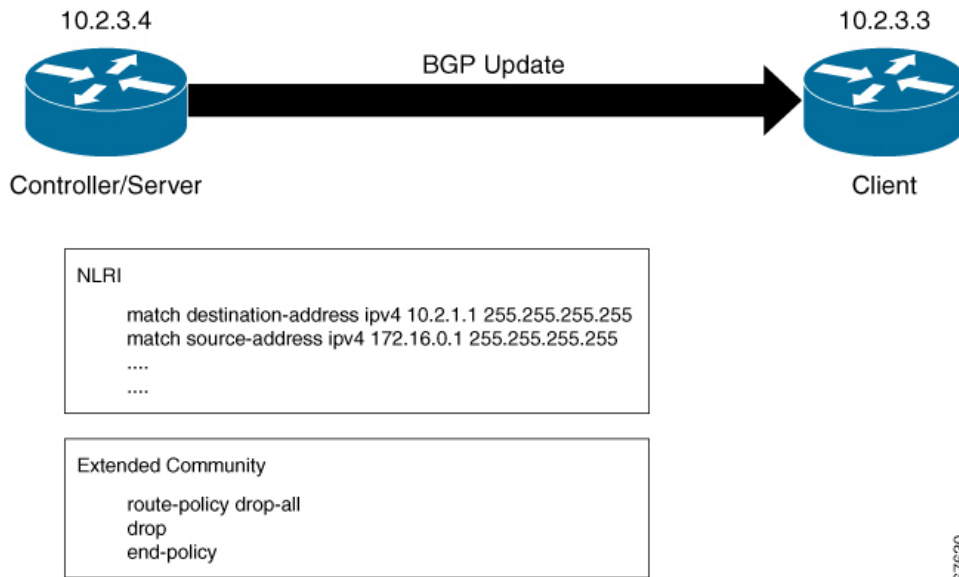 10.2.3.4
10.2.3.3
BGP Update
Controller/Server
Client
NLRI
match destination-address ipv4 10.2.1.1 255.255.255.255
match source-address ipv4 172.16.0.1 255.255.255.255
....
....
Extended Community
route-policy drop-all
drop
end-policy